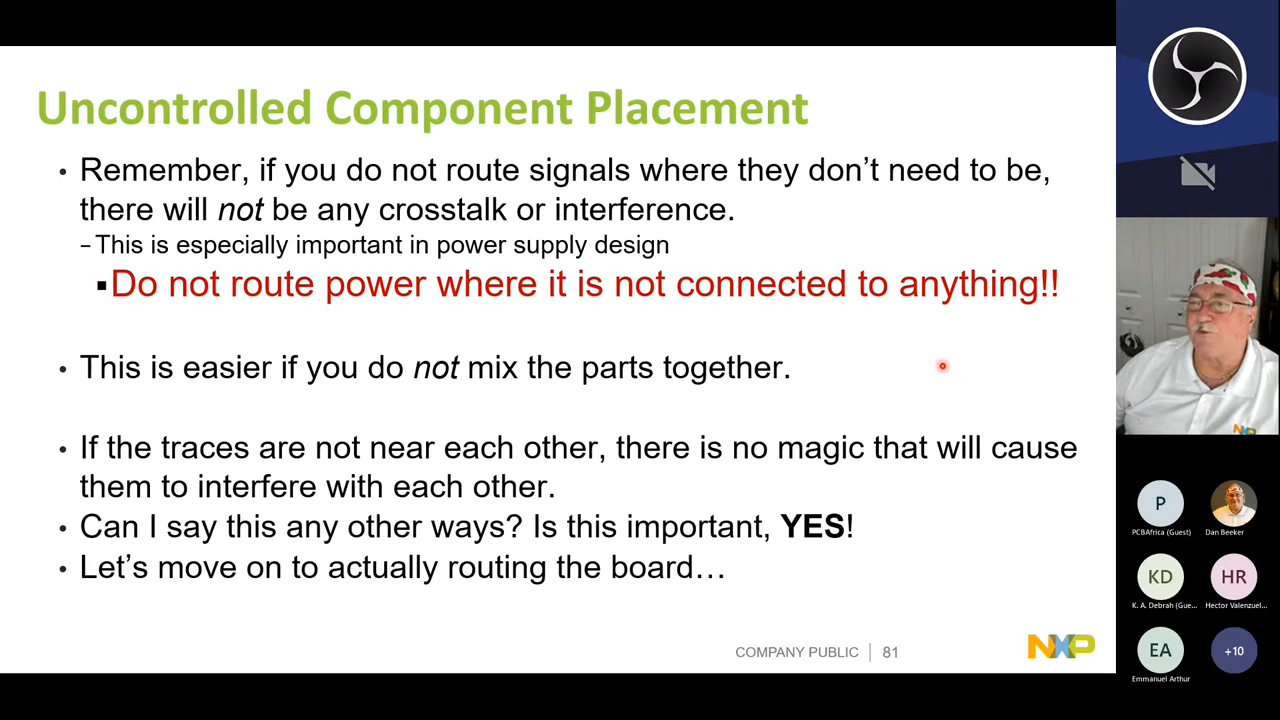 Uncontrolled Component Placement
• Remember, if you do not route signals where they don't need to be,
there will not be any crosstalk or interference.
– This is especially important in power supply design
▪ Do not route power where it is not connected to anything!!
• This is easier if you do not mix the parts together.
• If the traces are not near each other, there is no magic that will cause
them to interfere with each other.
• Can I say this any other ways? Is this important, YES!
• Let's move on to actually routing the board…
COMPANY PUBLIC | 81
NXP
NXP
P
PCBAfrica (Guest)
Dan Beeker
KD
HR
K. A. Debrah (Gue...
Hector Valenzuel...
EA
+10
Emmanuel Arthur